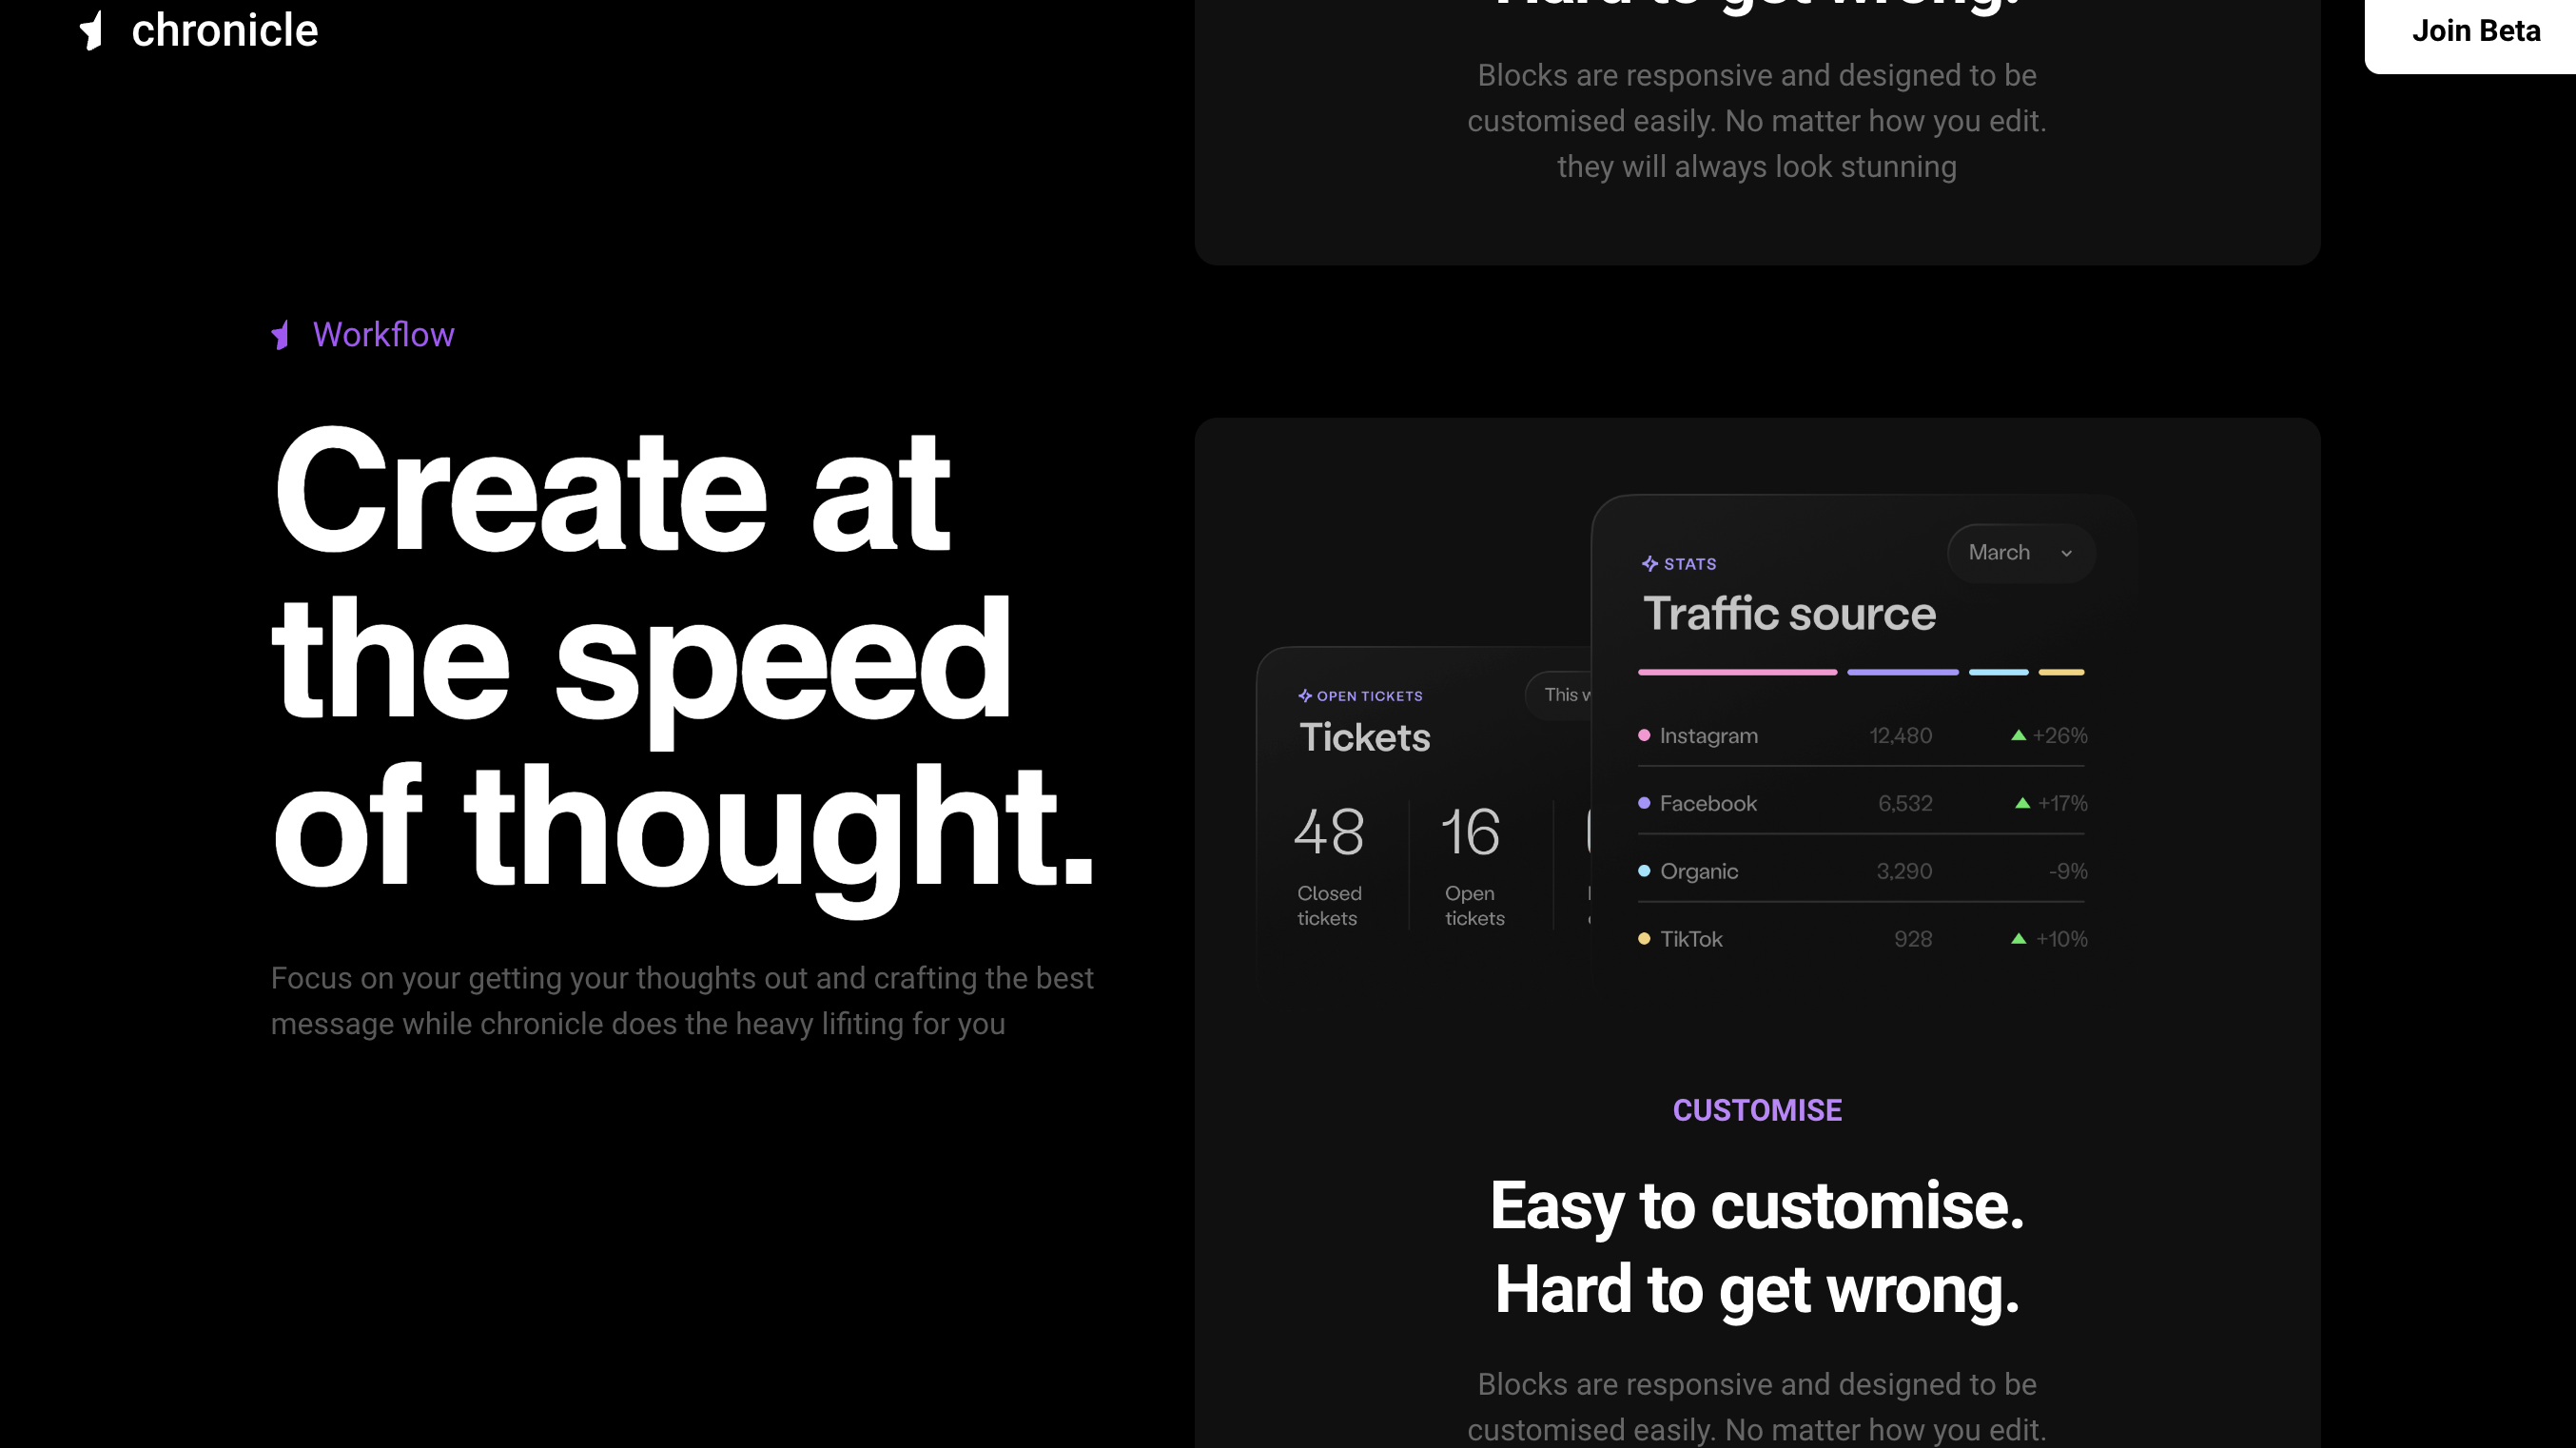 chronicle
Join Beta
Hard to get wrong.
Blocks are responsive and designed to be
customised easily. No matter how you edit.
they will always look stunning
Workflow
Create at
the speed
of thought.
Focus on your getting your thoughts out and crafting the best
message while chronicle does the heavy lifiting for you
OPEN TICKETS
This w
Tickets
48
Closed
tickets
16
Open
tickets
STATS
March
Traffic source
Instagram 12,480 +26%
Facebook 6,532 +17%
Organic 3,290 -9%
TikTok 928 +10%
CUSTOMISE
Easy to customise.
Hard to get wrong.
Blocks are responsive and designed to be
customised easily. No matter how you edit.